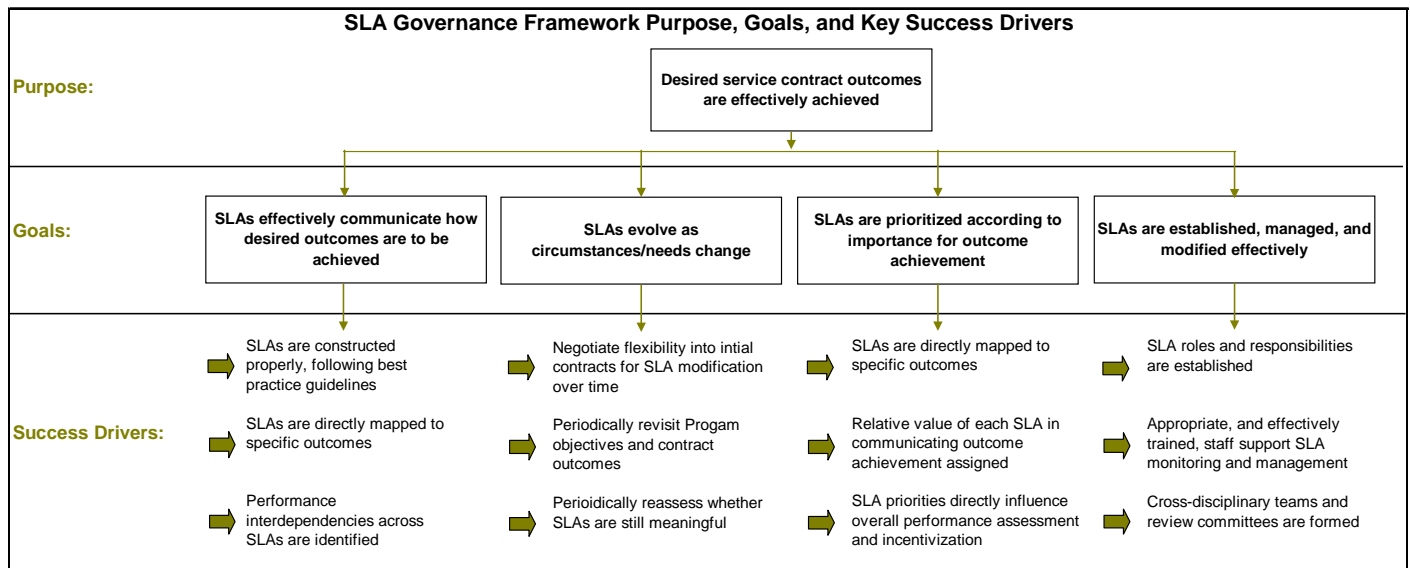 SLA Governance Framework Purpose, Goals, and Key Success Drivers
Purpose:
Desired service contract outcomes
are effectively achieved
Goals:
SLAs effectively communicate how
desired outcomes are to be
achieved
SLAs evolve as
circumstances/needs change
SLAs are prioritized according to
importance for outcome
achievement
SLAs are established, managed, and
modified effectively
Success Drivers:
SLAs are constructed
properly, following best
practice guidelines
SLAs are directly mapped to
specific outcomes
Performance
interdependencies across
SLAs are identified
Negotiate flexibility into intial
contracts for SLA modification
over time
Periodically revisit Progam
objectives and contract
outcomes
Perioidically reassess whether
SLAs are still meaningful
SLAs are directly mapped to
specific outcomes
Relative value of each SLA in
communicating outcome
achievement assigned
SLA priorities directly influence
overall performance assessment
and incentivization
SLA roles and responsibilities
are established
Appropriate, and effectively
trained, staff support SLA
monitoring and management
Cross-disciplinary teams and
review committees are formed